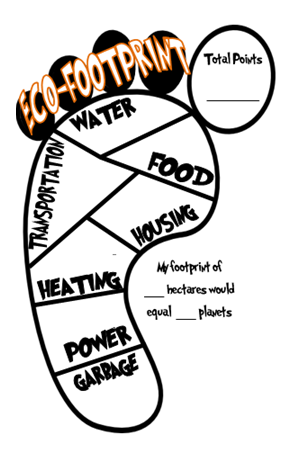 ECO-FOOTPRINT
Total Points
WATER
FOOD
TRANSPORTATION
HOUSING
My footprint of
___ hectares would
equal ___ planets
HEATING
POWER
GARBAGE